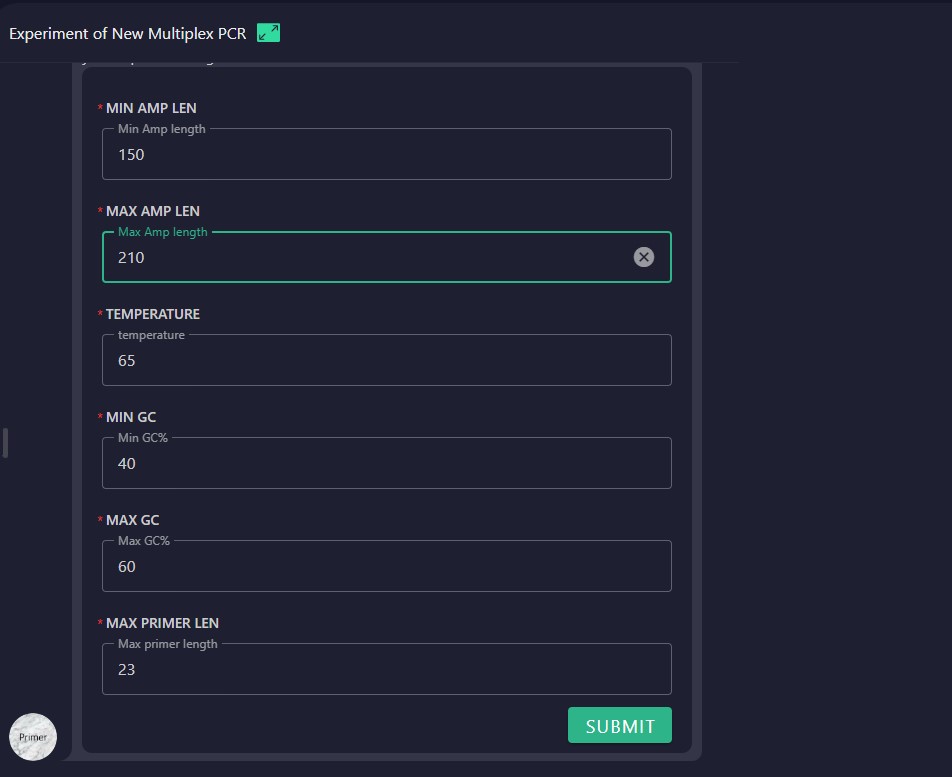 Experiment of New Multiplex PCR
* MIN AMP LEN
Min Amp length
150
* MAX AMP LEN
Max Amp length
210
* TEMPERATURE
temperature
65
* MIN GC
Min GC%
40
* MAX GC
Max GC%
60
* MAX PRIMER LEN
Max primer length
23
SUBMIT
Primer